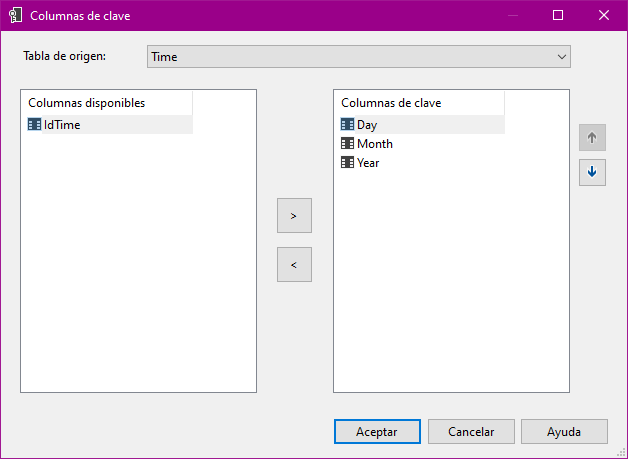 Columnas de clave
Tabla de origen:
Time
Columnas disponibles
IdTime
Columnas de clave
Day
Month
Year
>
<
Aceptar
Cancelar
Ayuda